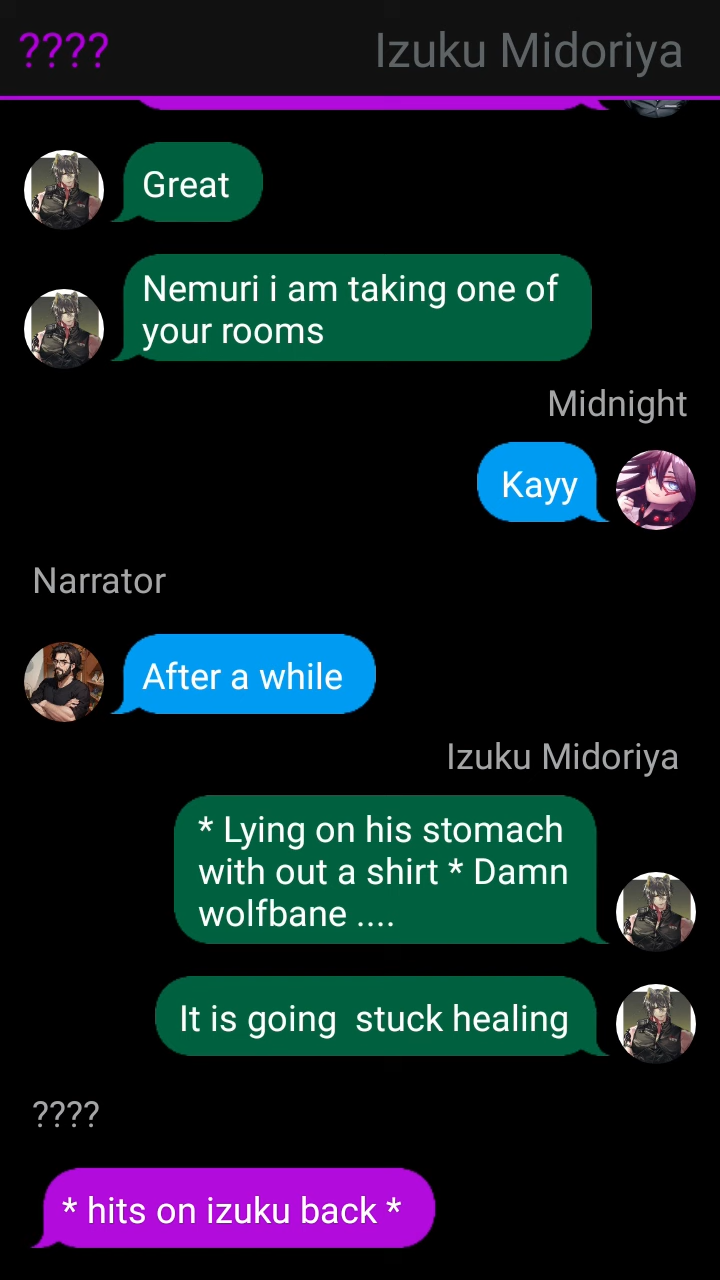 ???? Izuku Midoriya
Great
Nemuri i am taking one of
your rooms
Midnight
Kayy
Narrator
After a while
Izuku Midoriya
* Lying on his stomach
with out a shirt * Damn
wolfbane ....
It is going  stuck healing
????
* hits on izuku back *